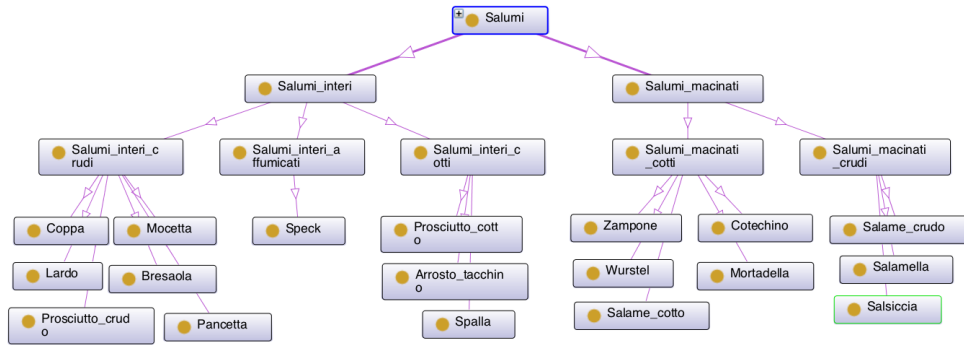 Salumi
Salumi_interi
Salumi_macinati
Salumi_interi_c
rudi
Salumi_interi_a
ffumicati
Salumi_interi_c
otti
Salumi_macinati
_cotti
Salumi_macinati
_crudi
Coppa
Mocetta
Speck
Prosciutto_cott
o
Zampone
Cotechino
Salame_crudo
Lardo
Bresaola
Arrosto_tacchin
o
Wurstel
Mortadella
Salamella
Prosciutto_crud
o
Pancetta
Spalla
Salame_cotto
Salsiccia